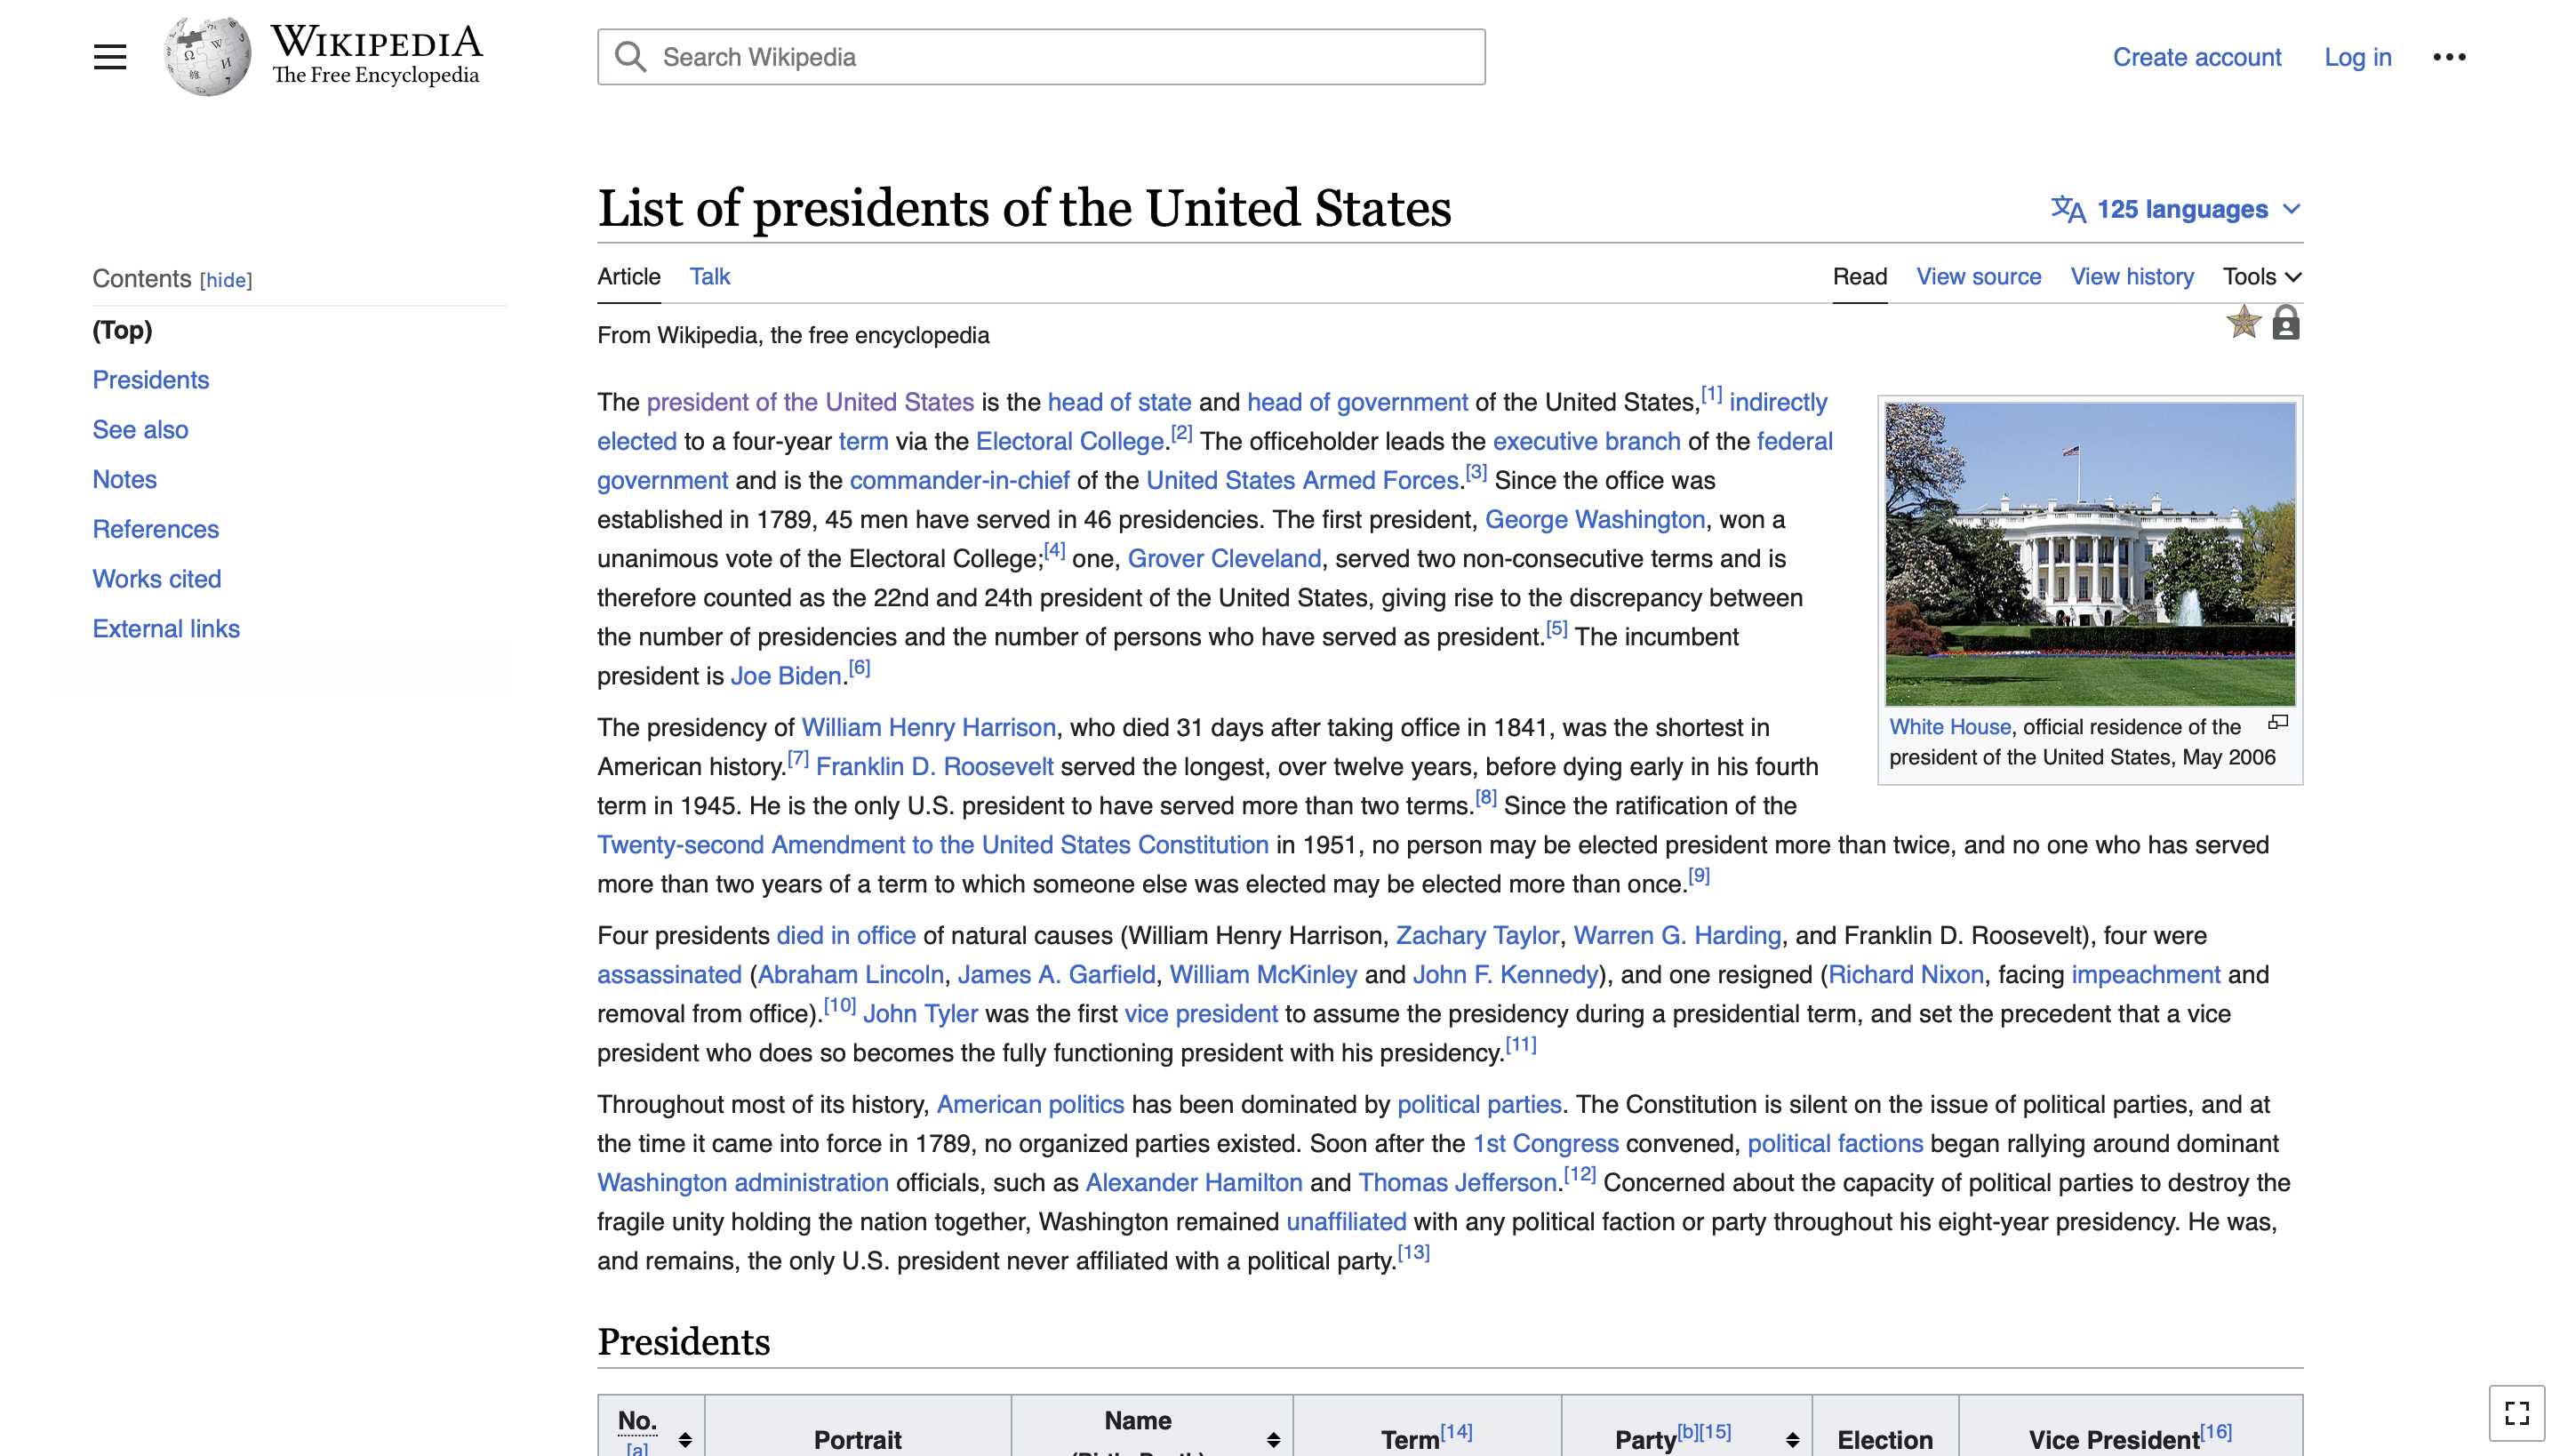 WIKIPEDIA
The Free Encyclopedia
Search Wikipedia
Create account
Log in
List of presidents of the United States
125 languages
Contents [hide]
(Top)
Presidents
See also
Notes
References
Works cited
External links
Article
Talk
Read
View source
View history
Tools
From Wikipedia, the free encyclopedia
The president of the United States is the head of state and head of government of the United States,[1] indirectly
elected to a four-year term via the Electoral College.[2] The officeholder leads the executive branch of the federal
government and is the commander-in-chief of the United States Armed Forces.[3] Since the office was
established in 1789, 45 men have served in 46 presidencies. The first president, George Washington, won a
unanimous vote of the Electoral College;[4] one, Grover Cleveland, served two non-consecutive terms and is
therefore counted as the 22nd and 24th president of the United States, giving rise to the discrepancy between
the number of presidencies and the number of persons who have served as president.[5] The incumbent
president is Joe Biden.[6]
White House, official residence of the
president of the United States, May 2006
The presidency of William Henry Harrison, who died 31 days after taking office in 1841, was the shortest in
American history.[7] Franklin D. Roosevelt served the longest, over twelve years, before dying early in his fourth
term in 1945. He is the only U.S. president to have served more than two terms.[8] Since the ratification of the
Twenty-second Amendment to the United States Constitution in 1951, no person may be elected president more than twice, and no one who has served
more than two years of a term to which someone else was elected may be elected more than once.[9]
Four presidents died in office of natural causes (William Henry Harrison, Zachary Taylor, Warren G. Harding, and Franklin D. Roosevelt), four were
assassinated (Abraham Lincoln, James A. Garfield, William McKinley and John F. Kennedy), and one resigned (Richard Nixon, facing impeachment and
removal from office).[10] John Tyler was the first vice president to assume the presidency during a presidential term, and set the precedent that a vice
president who does so becomes the fully functioning president with his presidency.[11]
Throughout most of its history, American politics has been dominated by political parties. The Constitution is silent on the issue of political parties, and at
the time it came into force in 1789, no organized parties existed. Soon after the 1st Congress convened, political factions began rallying around dominant
Washington administration officials, such as Alexander Hamilton and Thomas Jefferson.[12] Concerned about the capacity of political parties to destroy the
fragile unity holding the nation together, Washington remained unaffiliated with any political faction or party throughout his eight-year presidency. He was,
and remains, the only U.S. president never affiliated with a political party.[13]
Presidents
No.
[a]
Portrait
Name
Term[14]
Party[b][15]
Election
Vice President[16]